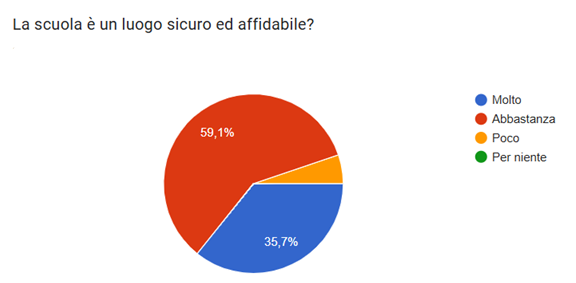 La scuola è un luogo sicuro ed affidabile?
59,1%
35,7%
Molto
Abbastanza
Poco
Per niente